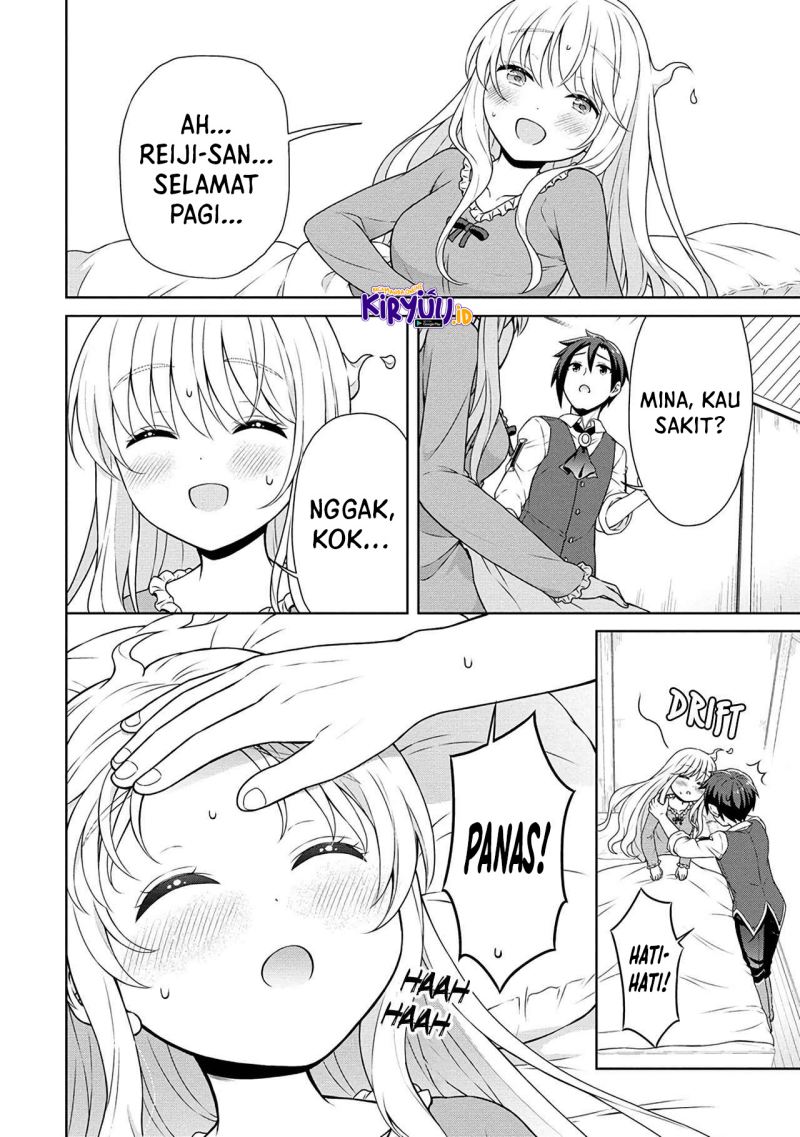 AH...
REIJI-SAN...
SELAMAT
PAGI...
KIRYUU.ID
MINA, KAU
SAKIT?
NGGAK,
KOK...
DRIFT
HATI-
HATI!
PANAS!
HAAH
HAAH